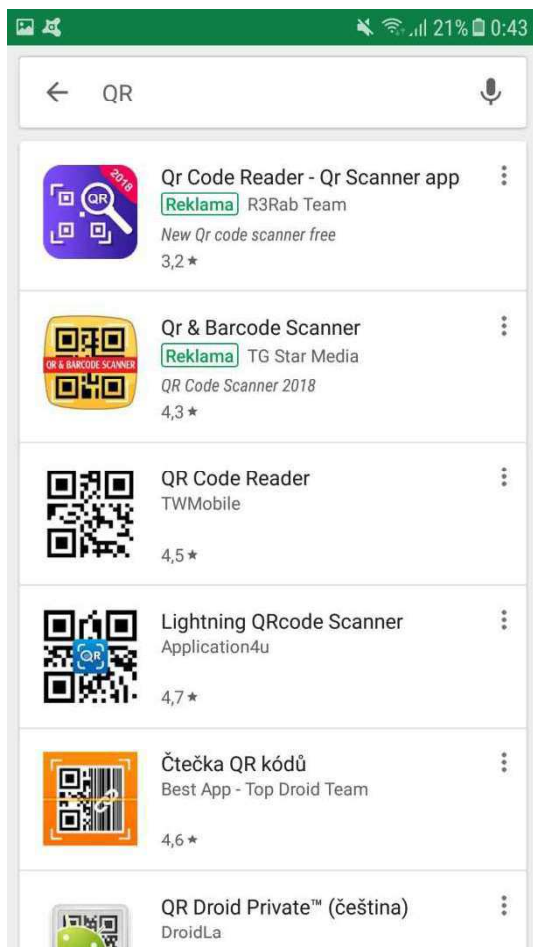 21% 0:43
QR
2018
QR
Qr Code Reader - Qr Scanner app
Reklama R3Rab Team
New Qr code scanner free
3,2★
QR & BARCODE SCANNER
Qr & Barcode Scanner
Reklama TG Star Media
QR Code Scanner 2018
4,3★
QR Code Reader
TWMobile
4,5★
QR
Lightning QRcode Scanner
Application4u
4,7★
Čtečka QR kódů
Best App - Top Droid Team
4,6★
QR Droid Private™ (čeština)
DroidLa